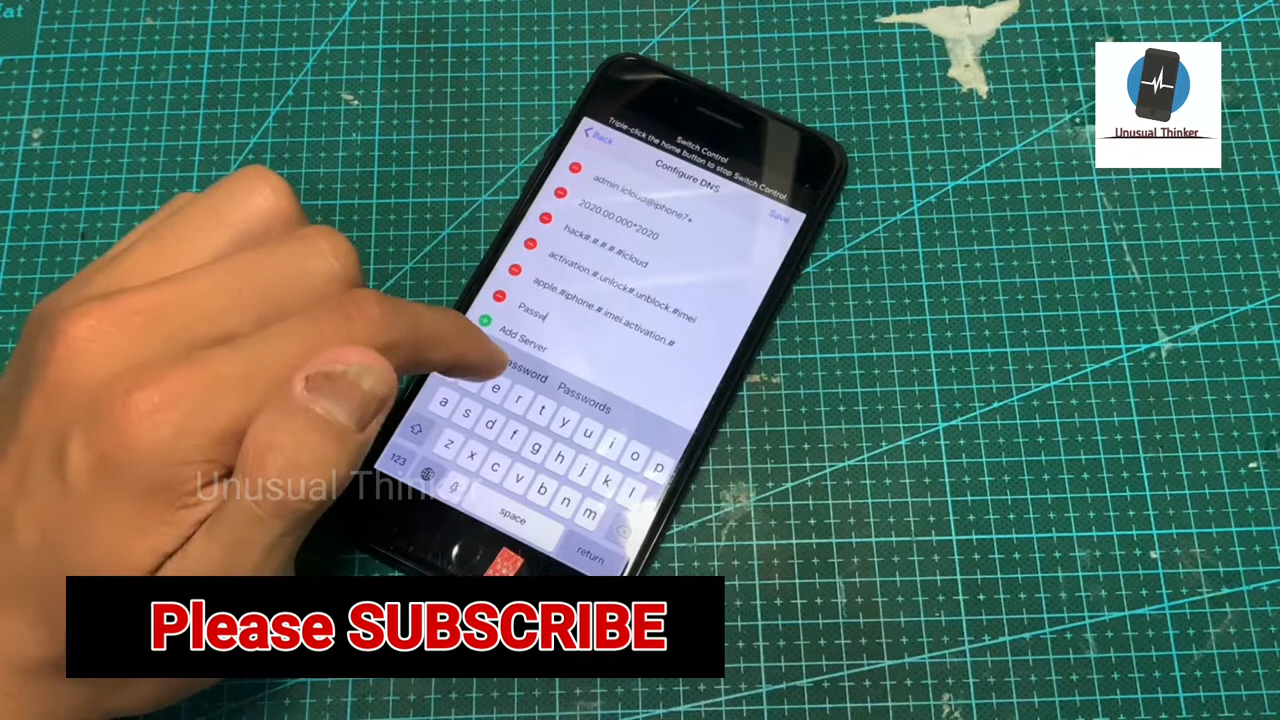 Switch Control
Triple-click the home button to stop Switch Control.
Back
Configure DNS
Save
admin.icloud@iphone7*
2020.00.000*2020
hack#.#.#.#.#icloud
activation.#.unlock#.unblock.#imei
apple.#iphone.#.imei.activation.#
Passw
Add Server
assword Passwords
e r t y u i o p
a s d f g h j k l
z x c v b n m
123 space return
Unusual Thinker
Unusual Thinker
Please SUBSCRIBE